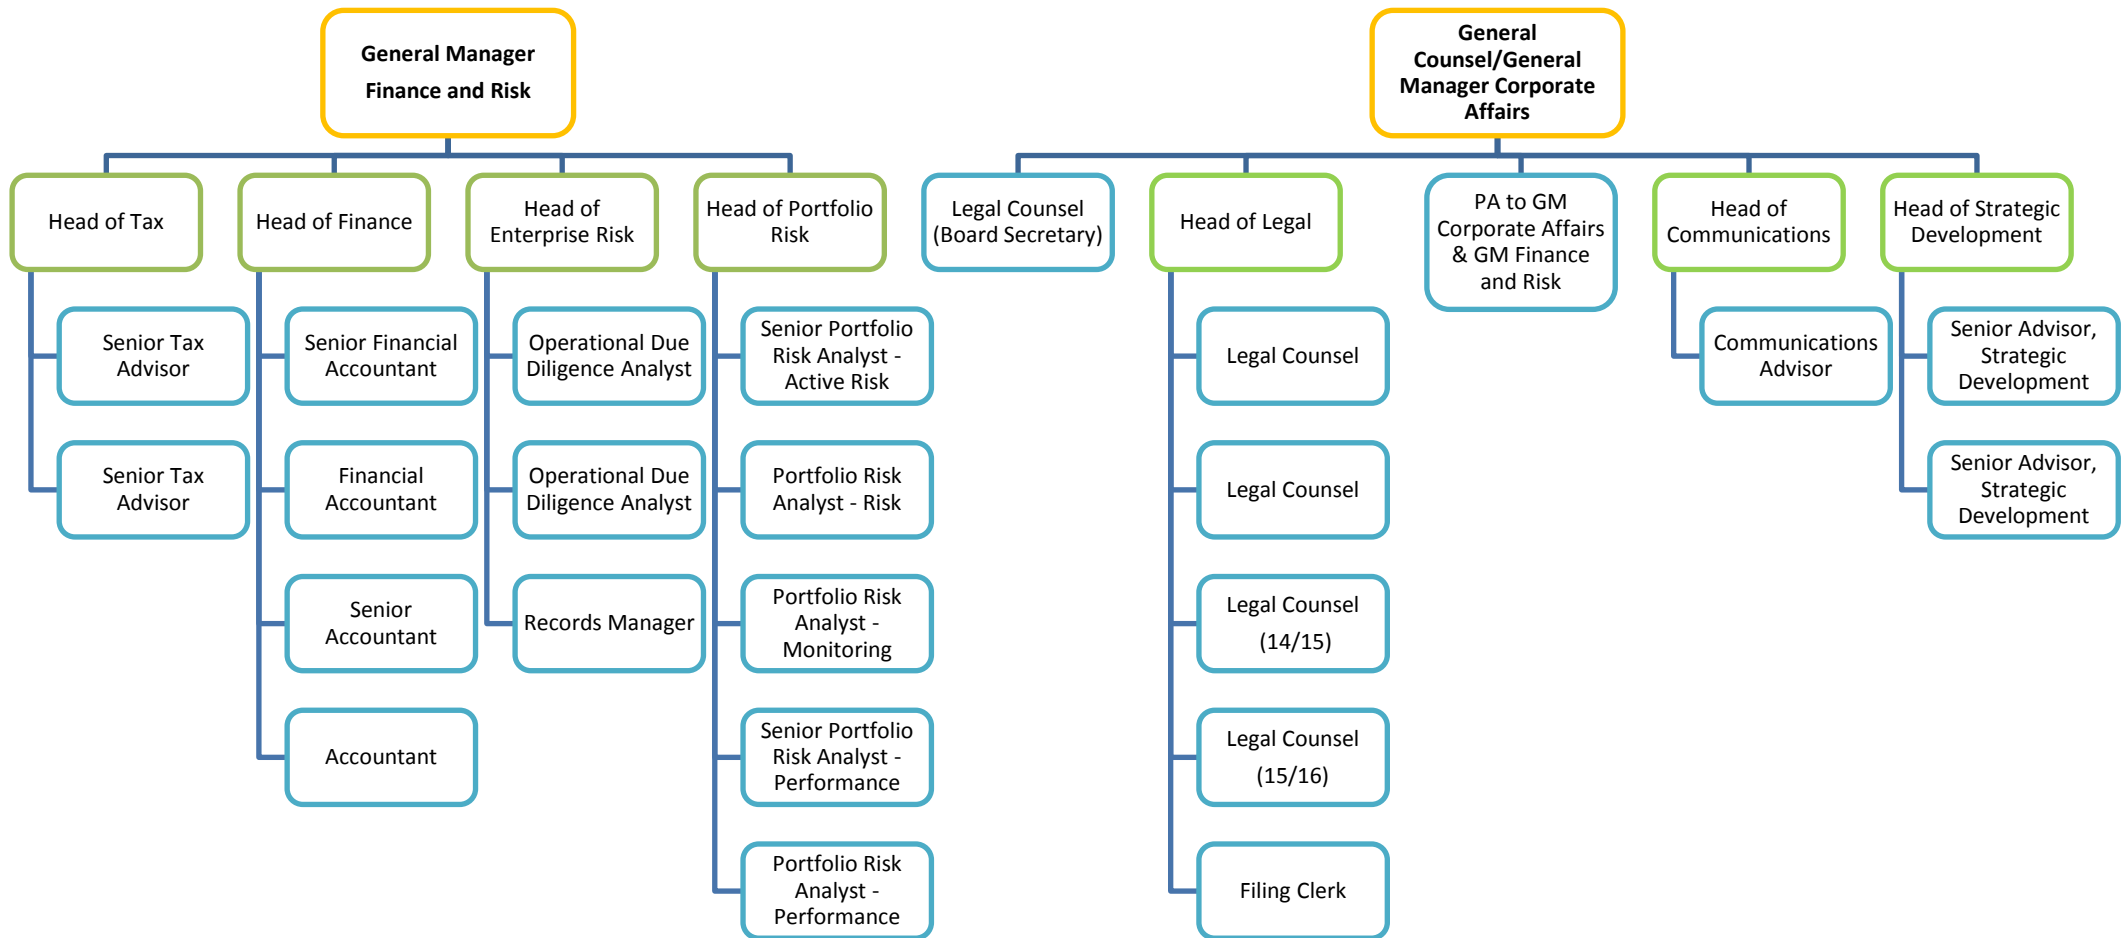 General Manager
Finance and Risk
General
Counsel/General
Manager Corporate
Affairs
Head of Tax
Head of Finance
Head of
Enterprise Risk
Head of Portfolio
Risk
Legal Counsel
(Board Secretary)
Head of Legal
PA to GM
Corporate Affairs
& GM Finance
and Risk
Head of
Communications
Head of Strategic
Development
Senior Tax
Advisor
Senior Financial
Accountant
Operational Due
Diligence Analyst
Senior Portfolio
Risk Analyst -
Active Risk
Legal Counsel
Communications
Advisor
Senior Advisor,
Strategic
Development
Senior Tax
Advisor
Financial
Accountant
Operational Due
Diligence Analyst
Portfolio Risk
Analyst - Risk
Legal Counsel
Senior Advisor,
Strategic
Development
Senior
Accountant
Records Manager
Portfolio Risk
Analyst -
Monitoring
Legal Counsel
(14/15)
Accountant
Senior Portfolio
Risk Analyst -
Performance
Legal Counsel
(15/16)
Portfolio Risk
Analyst -
Performance
Filing Clerk